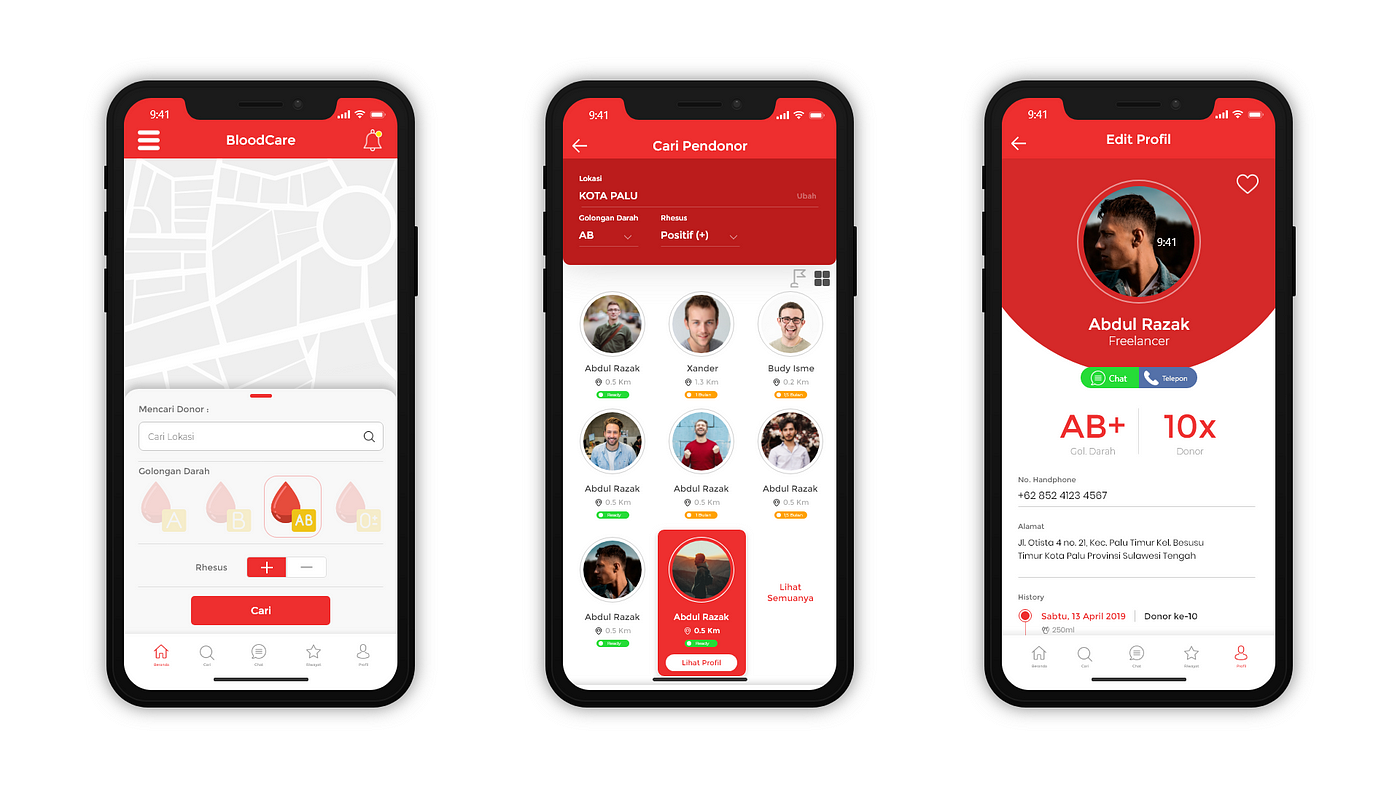 9:41
BloodCare
Mencari Donor :
Cari Lokasi
Golongan Darah
A
B
AB
O
Rhesus
+
−
Cari
Beranda
Cari
Chat
Profil
9:41
Cari Pendonor
Lokasi
KOTA PALU
Ubah
Golongan Darah
Rhesus
AB
Positif (+)
Abdul Razak
Xander
Budy Isme
0.5 Km
1.3 Km
0.2 Km
Ready
1 Bulan
1,5 Bulan
Abdul Razak
Abdul Razak
Abdul Razak
0.5 Km
0.5 Km
0.5 Km
Ready
1 Bulan
1,5 Bulan
Abdul Razak
Abdul Razak
0.5 Km
0.5 Km
Ready
Ready
Lihat
Semuanya
Lihat Profil
9:41
Edit Profil
9:41
Abdul Razak
Freelancer
Chat
Telepon
AB+
10x
Gol. Darah
Donor
No. Handphone
+62 852 4123 4567
Alamat
Jl. Otista 4 no. 21, Kec. Palu Timur Kel. Besusu
Timur Kota Palu Provinsi Sulawesi Tengah
History
Sabtu, 13 April 2019
Donor ke-10
250ml
Beranda
Cari
Chat
Profil